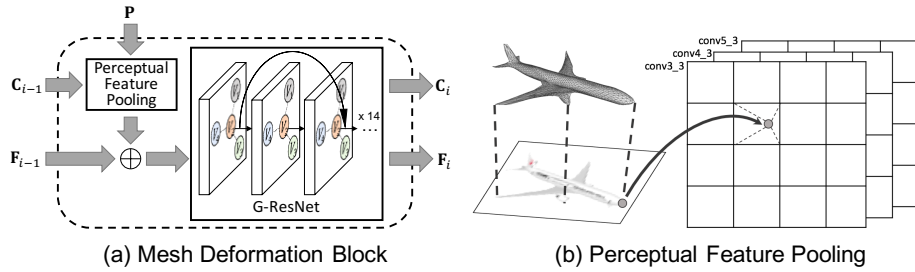 P
C_{i-1}
Perceptual
Feature
Pooling
F_{i-1}
x 14
...
G-ResNet
C_i
F_i
(a) Mesh Deformation Block
conv5_3
conv4_3
conv3_3
(b) Perceptual Feature Pooling